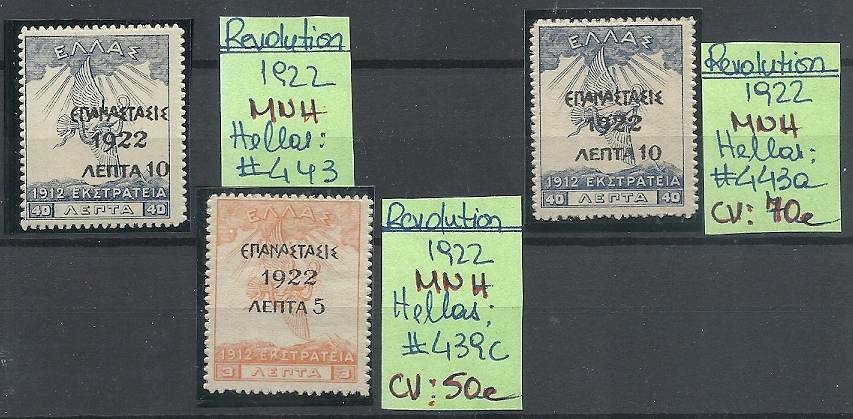 ΕΛΛΑΣ
ΕΠΑΝΑΣΤΑΣΙΣ
1922
ΛΕΠΤΑ 10
1912 ΕΚΣΤΡΑΤΕΙΑ
40 ΛΕΠΤΑ 40
Revolution
1922
MNH
Hellas:
#443
ΕΛΛΑΣ
ΕΠΑΝΑΣΤΑΣΙΣ
1922
ΛΕΠΤΑ 10
1912 ΕΚΣΤΡΑΤΕΙΑ
40 ΛΕΠΤΑ 40
Revolution
1922
MNH
Hellas:
#443a
CV: 70e
ΕΛΛΑΣ
ΕΠΑΝΑΣΤΑΣΙΣ
1922
ΛΕΠΤΑ 5
1912 ΕΚΣΤΡΑΤΕΙΑ
3 ΛΕΠΤΑ 3
Revolution
1922
MNH
Hellas:
#439c
CV: 50e